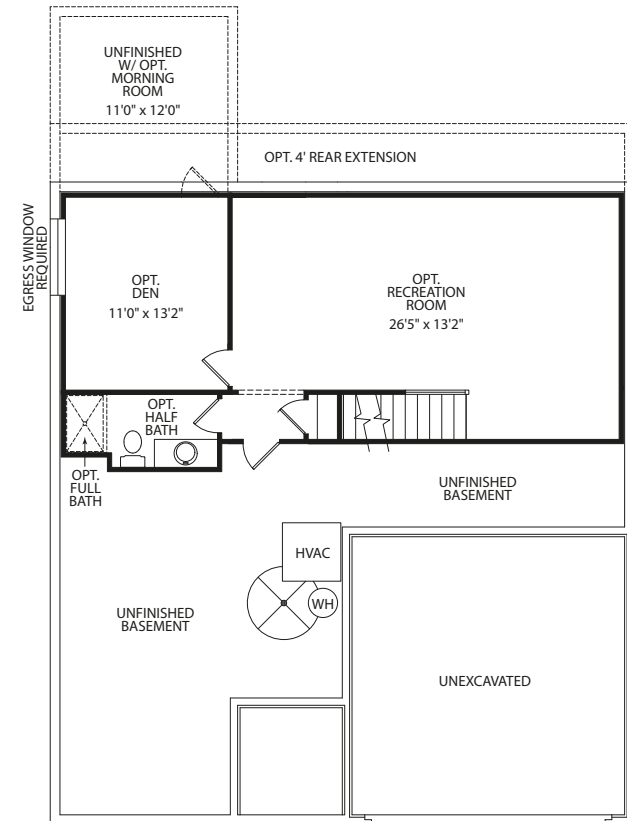 UNFINISHED
W/ OPT.
MORNING
ROOM
11'0" x 12'0"
OPT. 4' REAR EXTENSION
EGRESS WINDOW
REQUIRED
OPT.
DEN
11'0" x 13'2"
OPT.
RECREATION
ROOM
26'5" x 13'2"
OPT.
HALF
BATH
OPT.
FULL
BATH
UNFINISHED
BASEMENT
HVAC
WH
UNFINISHED
BASEMENT
UNEXCAVATED